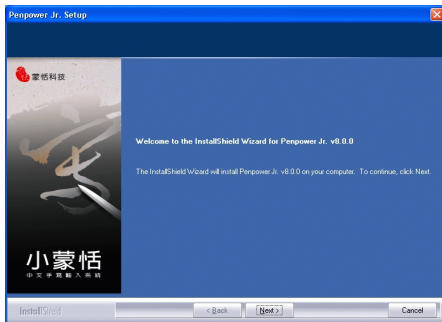 Penpower Jr. Setup
蒙恬科技
Welcome to the InstallShield Wizard for Penpower Jr. v8.0.0
The InstallShield Wizard will install Penpower Jr. v8.0.0 on your computer. To continue, click Next.
小蒙恬
中文手寫輸入系統
InstallShield
< Back
Next >
Cancel